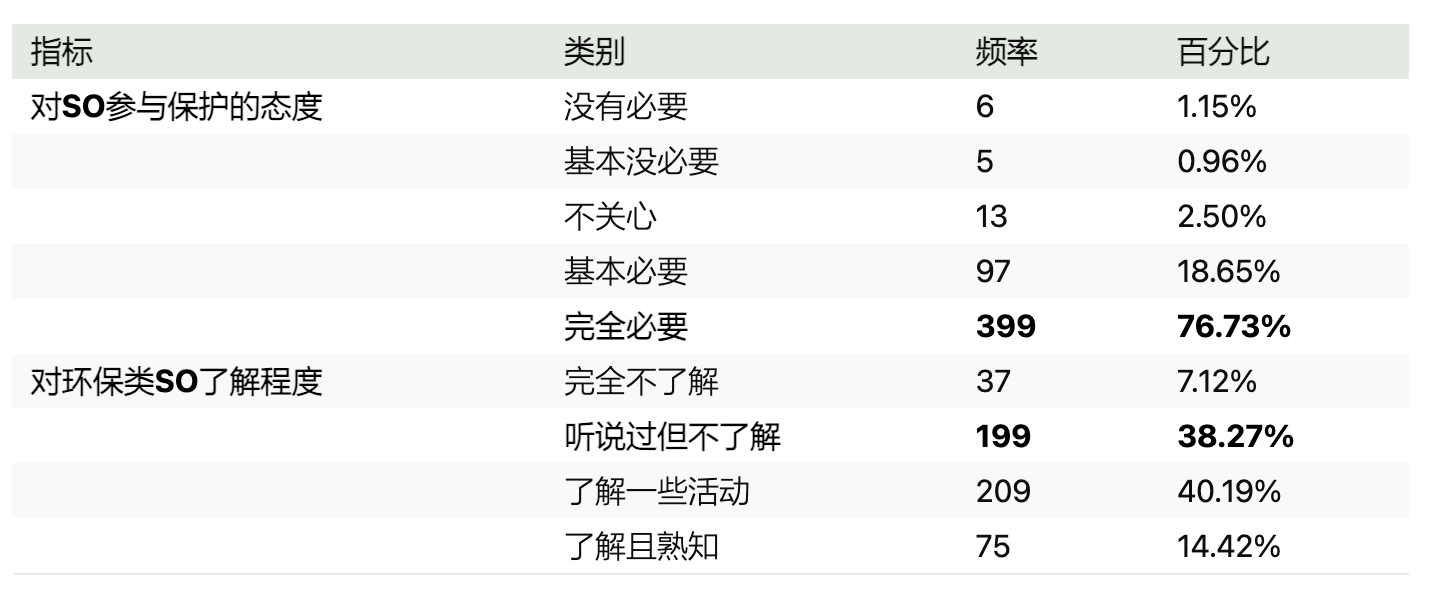 指标 类别 频率 百分比
对SO参与保护的态度 没有必要 6 1.15%
基本没必要 5 0.96%
不关心 13 2.50%
基本必要 97 18.65%
完全必要 399 76.73%
对环保类SO了解程度 完全不了解 37 7.12%
听说过但不了解 199 38.27%
了解一些活动 209 40.19%
了解且熟知 75 14.42%